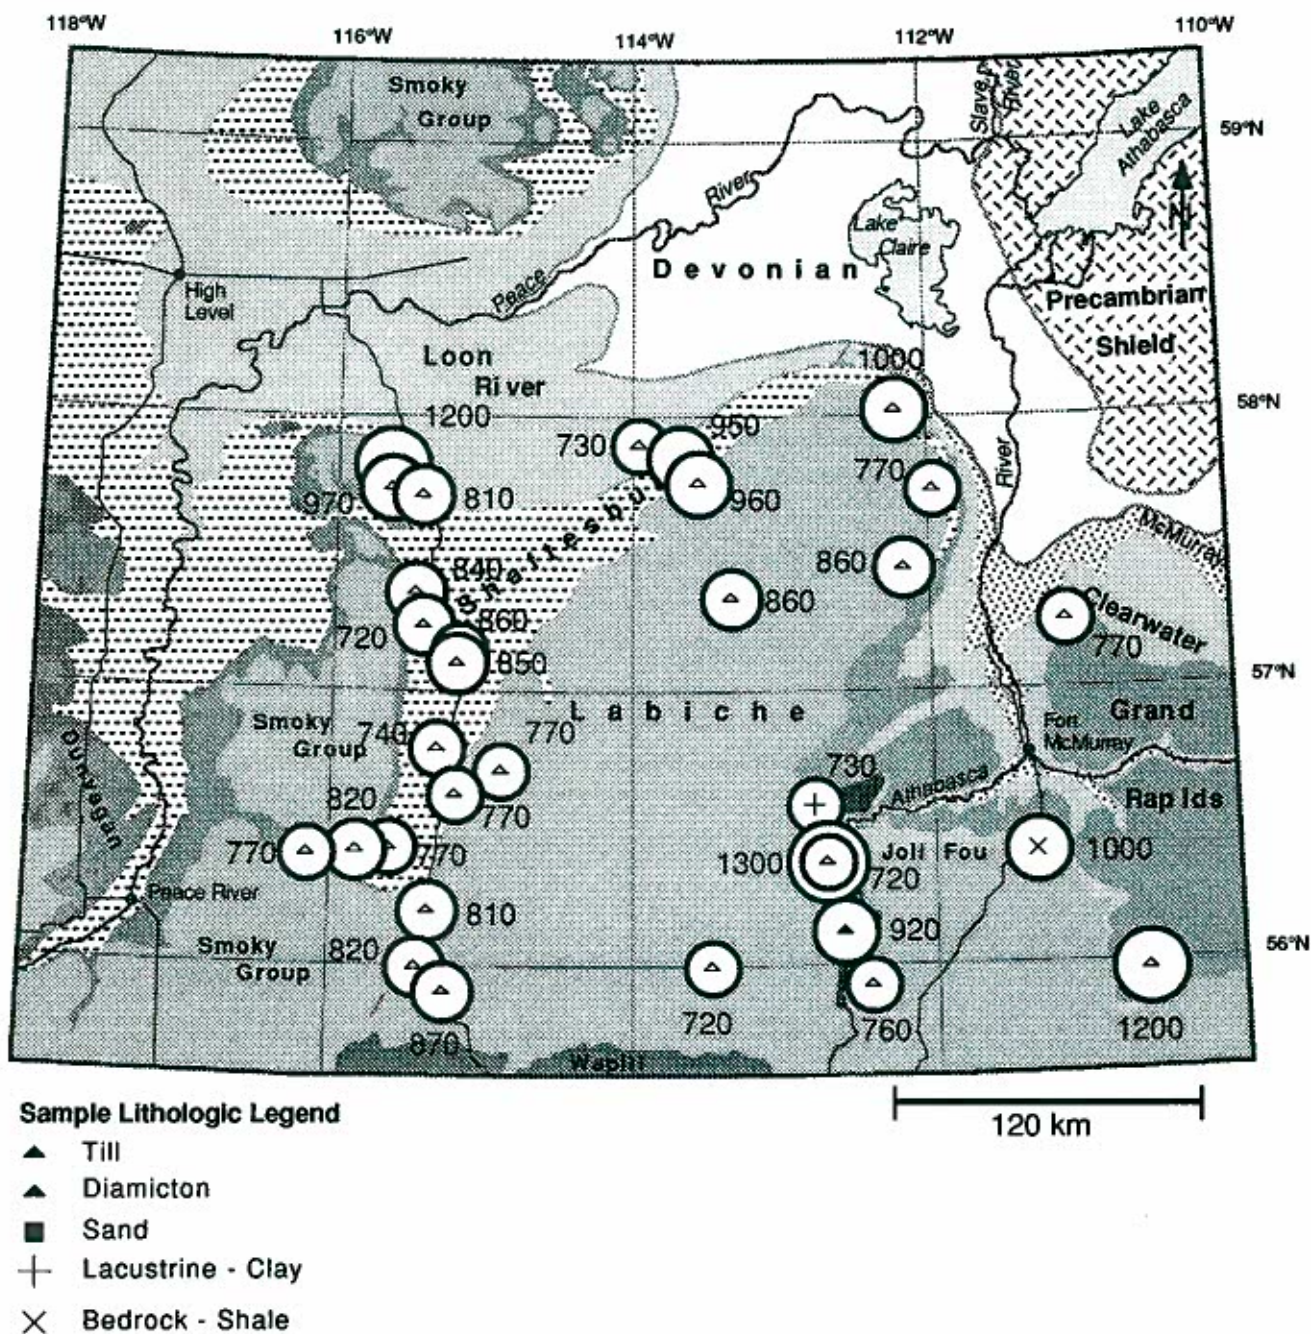 118°W
116°W
114°W
112°W
110°W
Smoky
Group
Slave
River
Lake
Athabasca
59°N
N
River
Lake
Claire
Devonian
Peace
High
Level
Precambrian
Shield
Loon
River
1000
58°N
1200
950
730
River
770
970
810
960
McMurray
Shaftesbury
840
860
860
Clearwater
720
860
770
850
57°N
Labiche
Grand
Smoky
Group
740
770
Fort
McMurray
Dunvegan
730
Athabasca
Rapids
820
770
770
770
1300
Joli Fou
720
1000
Peace River
810
920
56°N
Smoky
Group
820
870
720
760
1200
Wapiti
120 km
Sample Lithologic Legend
Till
Diamicton
Sand
Lacustrine - Clay
Bedrock - Shale